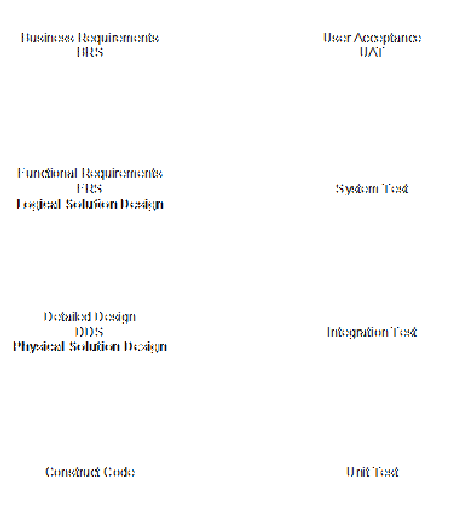 Business Requirements
BRS
User Acceptance
UAT
Functional Requirements
FRS
Logical Solution Design
System Test
Detailed Design
DDS
Physical Solution Design
Integration Test
Construct Code
Unit Test